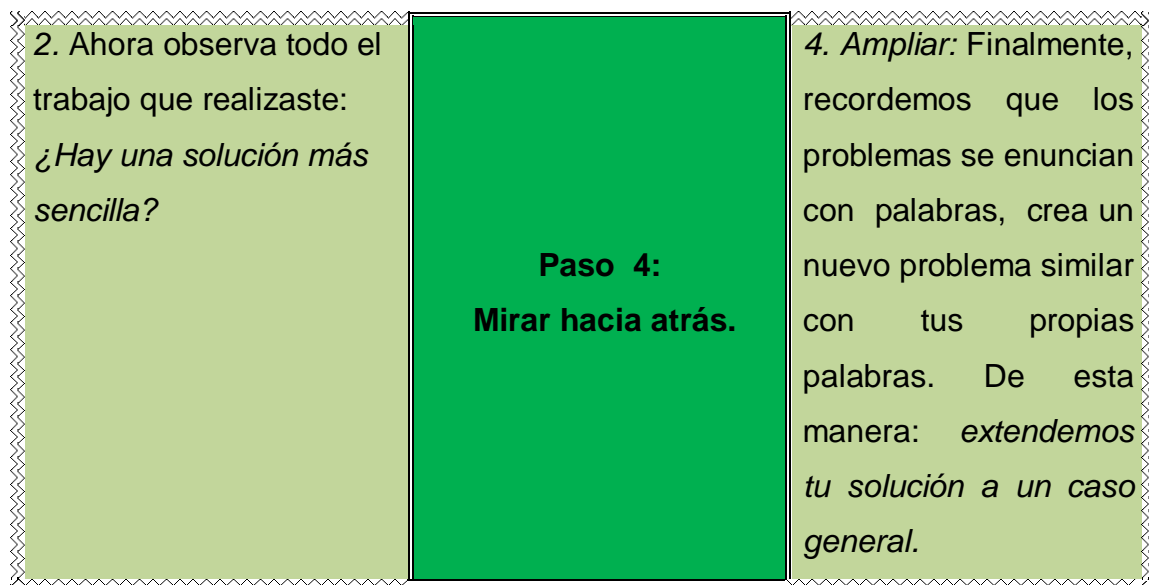 2. Ahora observa todo el
trabajo que realizaste:
¿Hay una solución más
sencilla?
Paso 4:
Mirar hacia atrás.
4. Ampliar: Finalmente,
recordemos que los
problemas se enuncian
con palabras, crea un
nuevo problema similar
con tus propias
palabras. De esta
manera: extendemos
tu solución a un caso
general.